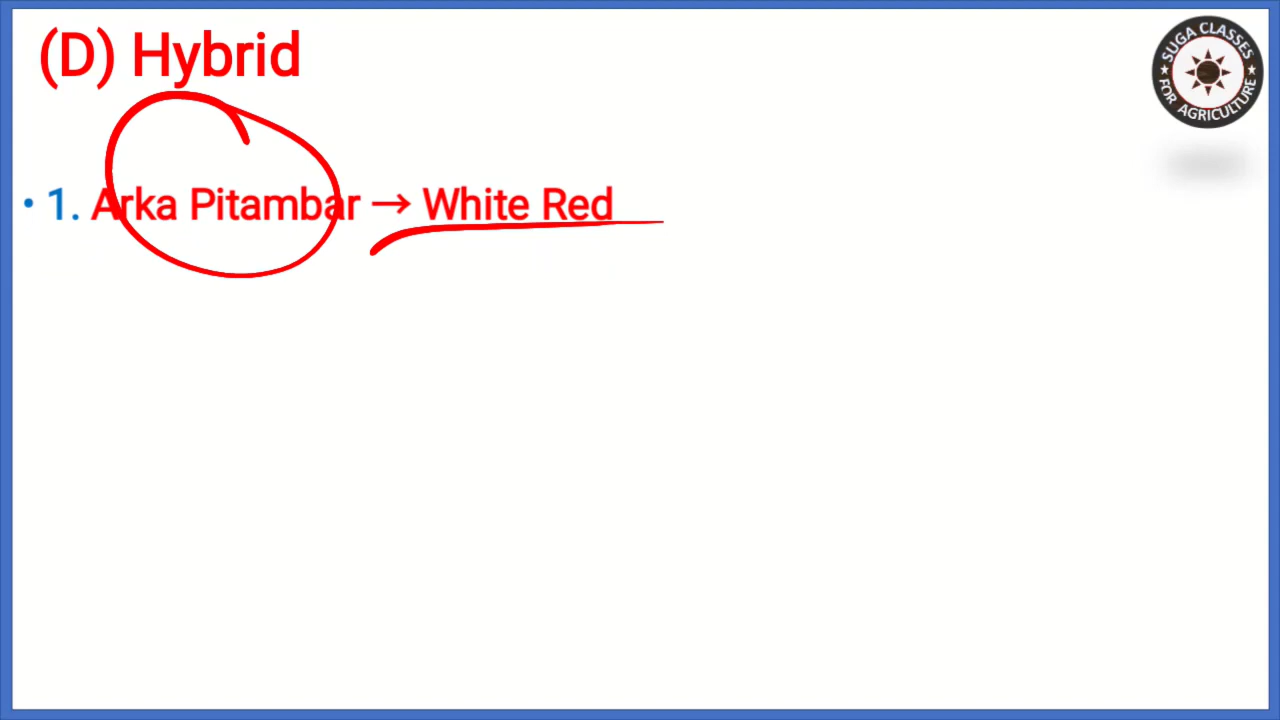 (D) Hybrid
SUGA CLASSES
FOR AGRICULTURE
• 1. Arka Pitambar → White Red